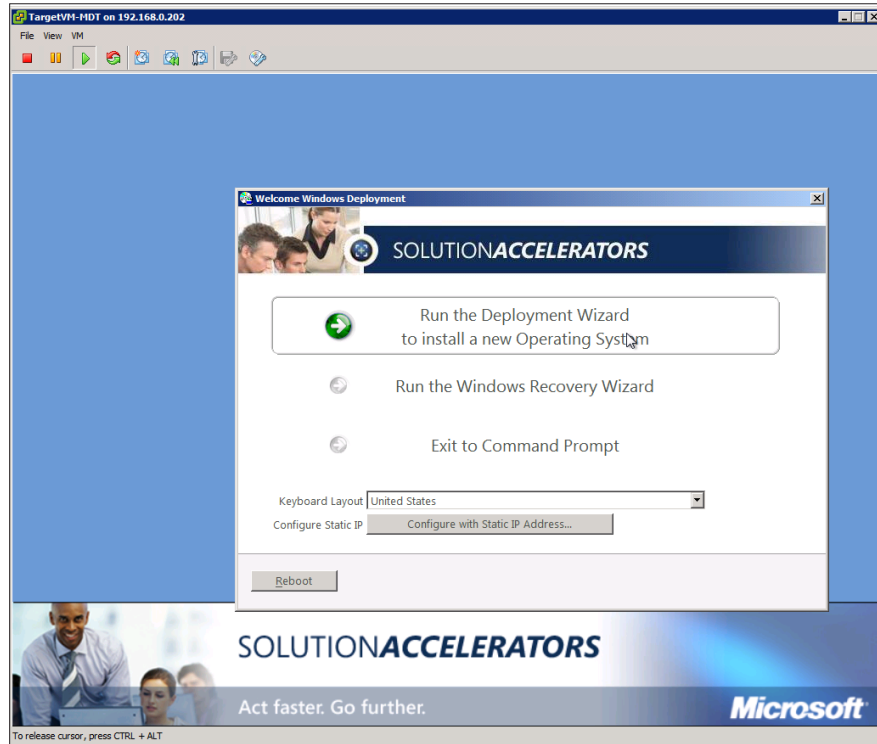 TargetVM-MDT on 192.168.0.202
File View VM
Welcome Windows Deployment
SOLUTIONACCELERATORS
Run the Deployment Wizard
to install a new Operating System
Run the Windows Recovery Wizard
Exit to Command Prompt
Keyboard Layout United States
Configure Static IP Configure with Static IP Address...
Reboot
SOLUTIONACCELERATORS
Act faster. Go further.
Microsoft
To release cursor, press CTRL + ALT